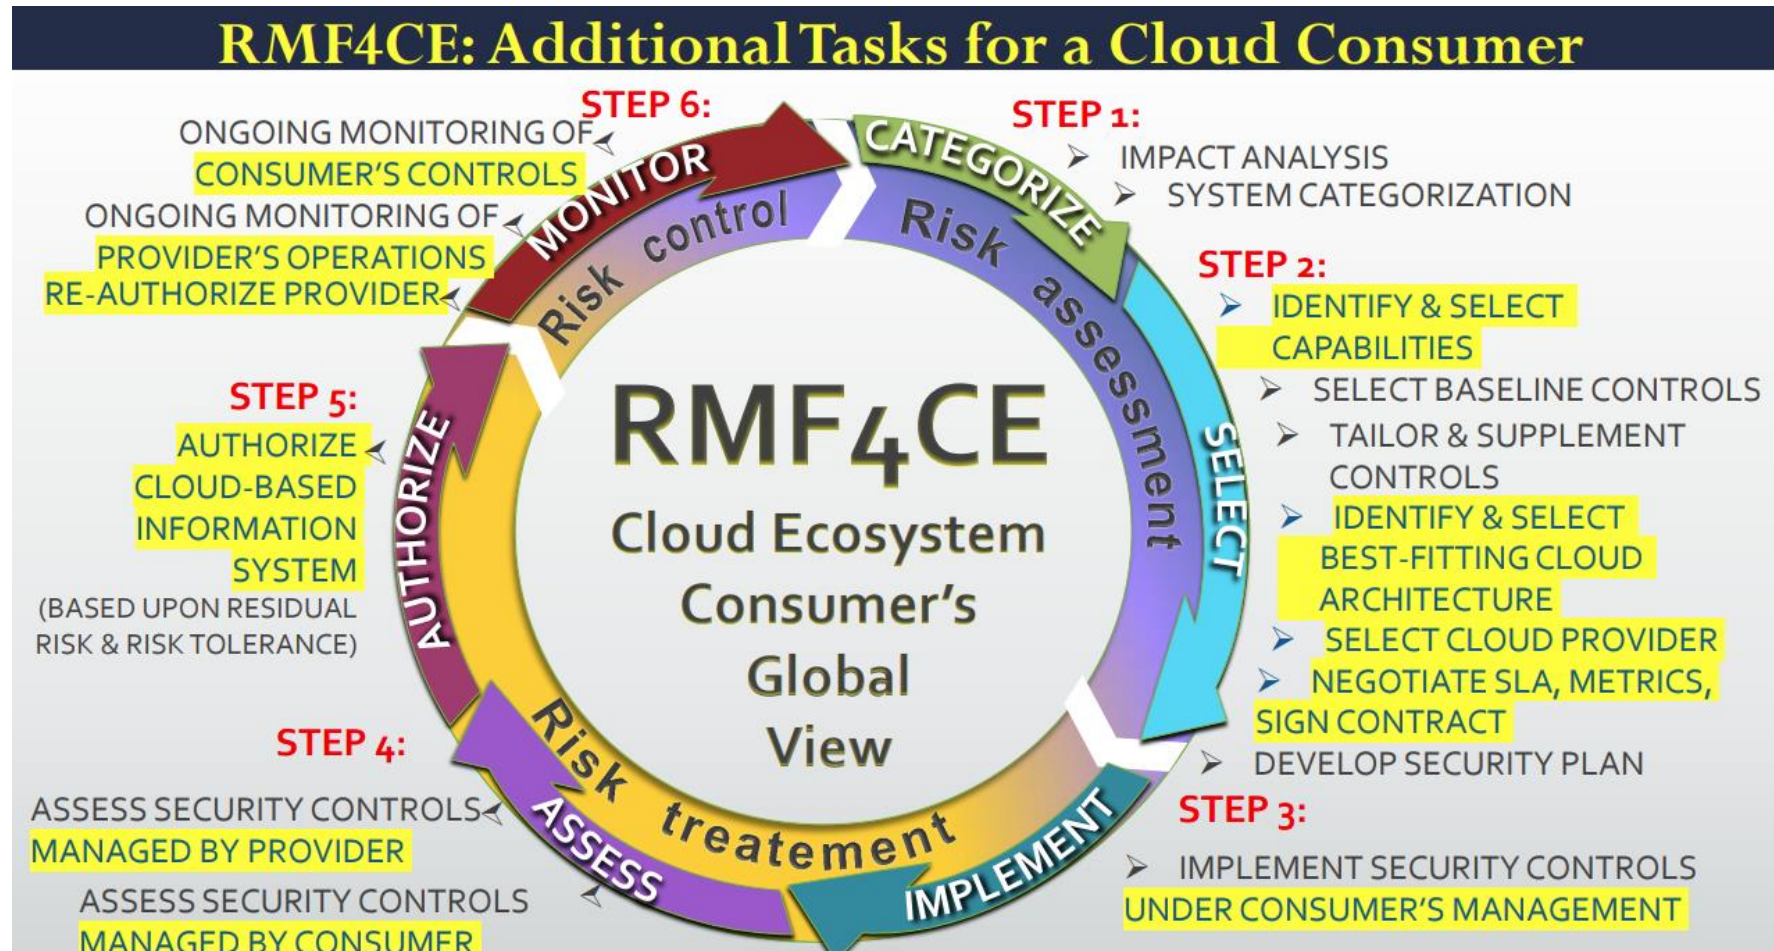 RMF4CE: Additional Tasks for a Cloud Consumer
STEP 1:
IMPACT ANALYSIS
SYSTEM CATEGORIZATION
STEP 2:
IDENTIFY & SELECT
CAPABILITIES
SELECT BASELINE CONTROLS
TAILOR & SUPPLEMENT
CONTROLS
IDENTIFY & SELECT
BEST-FITTING CLOUD
ARCHITECTURE
SELECT CLOUD PROVIDER
NEGOTIATE SLA, METRICS,
SIGN CONTRACT
DEVELOP SECURITY PLAN
STEP 3:
IMPLEMENT SECURITY CONTROLS
UNDER CONSUMER'S MANAGEMENT
STEP 4:
ASSESS SECURITY CONTROLS
MANAGED BY PROVIDER
ASSESS SECURITY CONTROLS
MANAGED BY CONSUMER
STEP 5:
AUTHORIZE
CLOUD-BASED
INFORMATION
SYSTEM
(BASED UPON RESIDUAL
RISK & RISK TOLERANCE)
STEP 6:
ONGOING MONITORING OF
CONSUMER'S CONTROLS
ONGOING MONITORING OF
PROVIDER'S OPERATIONS
RE-AUTHORIZE PROVIDER
CATEGORIZE
SELECT
IMPLEMENT
ASSESS
AUTHORIZE
MONITOR
Risk assessment
Risk treatement
Risk control
RMF4CE
Cloud Ecosystem
Consumer's
Global
View